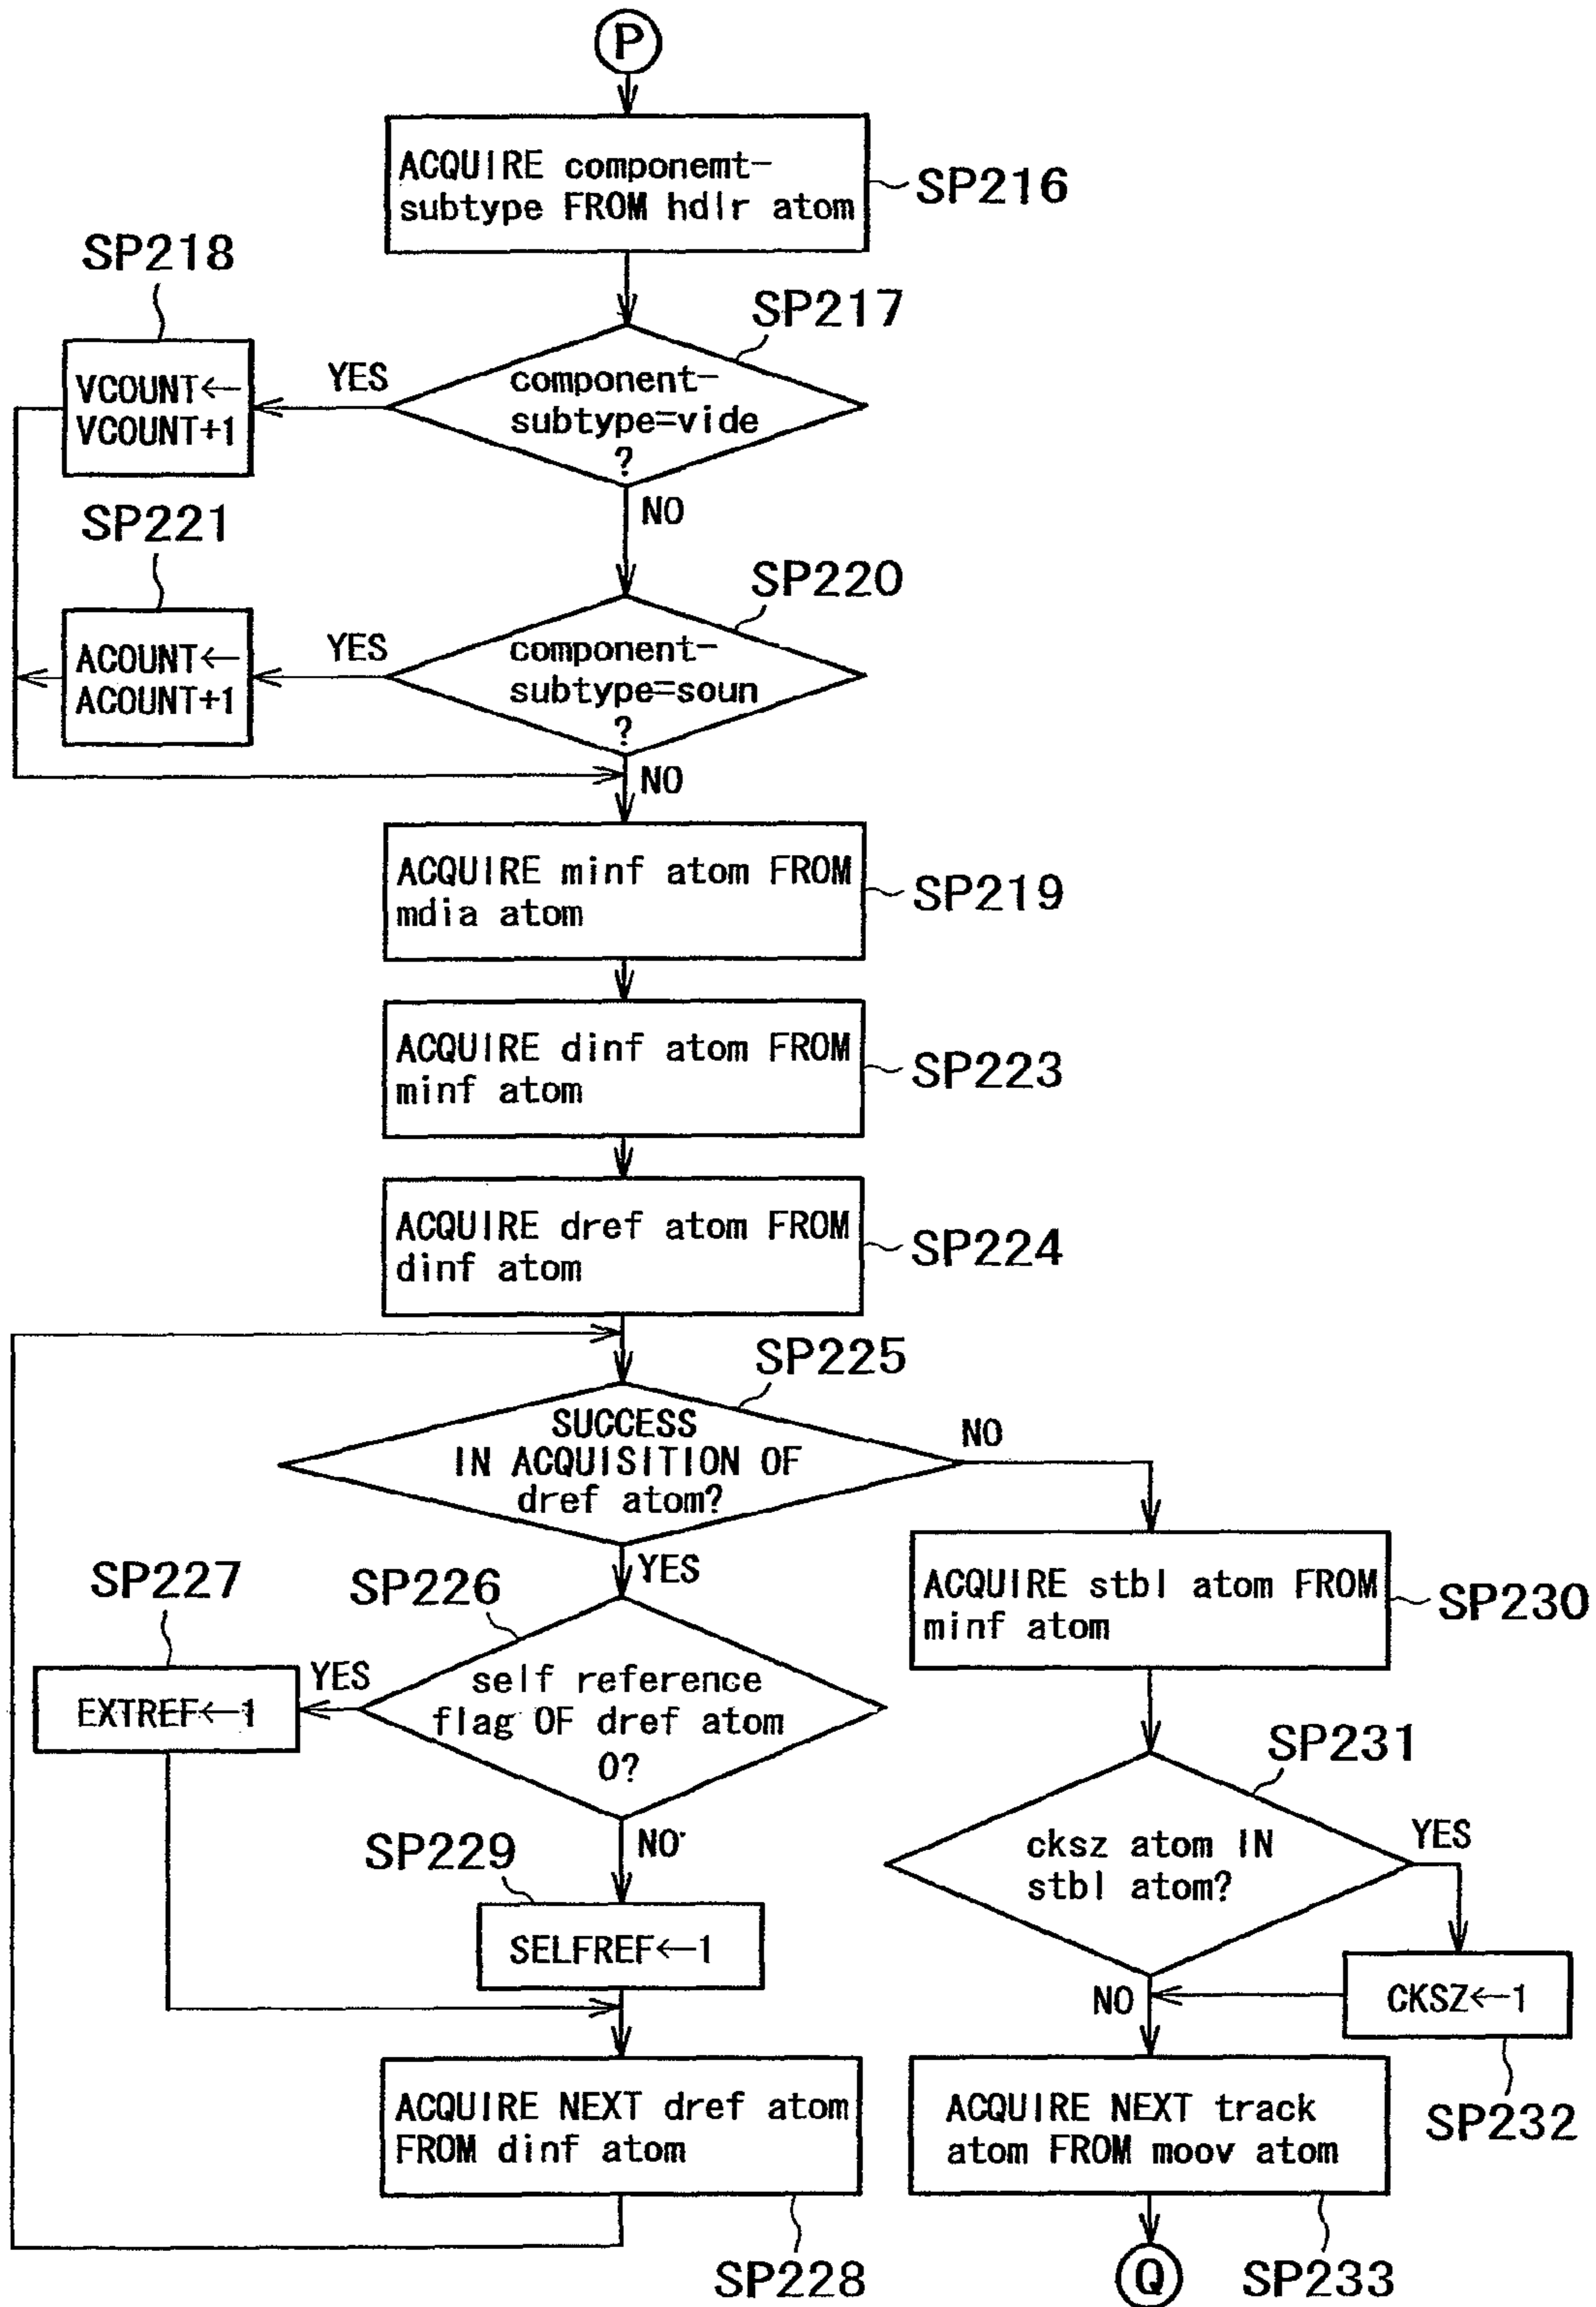 P
ACQUIRE componemt-
subtype FROM hdlr atom
SP216
SP218
SP217
VCOUNT←
VCOUNT+1
YES
component-
subtype=vide
?
NO
SP221
SP220
ACOUNT←
ACOUNT+1
YES
component-
subtype=soun
?
NO
ACQUIRE minf atom FROM
mdia atom
SP219
ACQUIRE dinf atom FROM
minf atom
SP223
ACQUIRE dref atom FROM
dinf atom
SP224
SP225
SUCCESS
IN ACQUISITION OF
dref atom?
NO
YES
SP227
SP226
ACQUIRE stbl atom FROM
minf atom
SP230
EXTREF←1
YES
self reference
flag OF dref atom
0?
SP231
NO
SP229
cksz atom IN
stbl atom?
YES
SELFREF←1
NO
CKSZ←1
SP232
ACQUIRE NEXT dref atom
FROM dinf atom
SP228
ACQUIRE NEXT track
atom FROM moov atom
SP233
Q